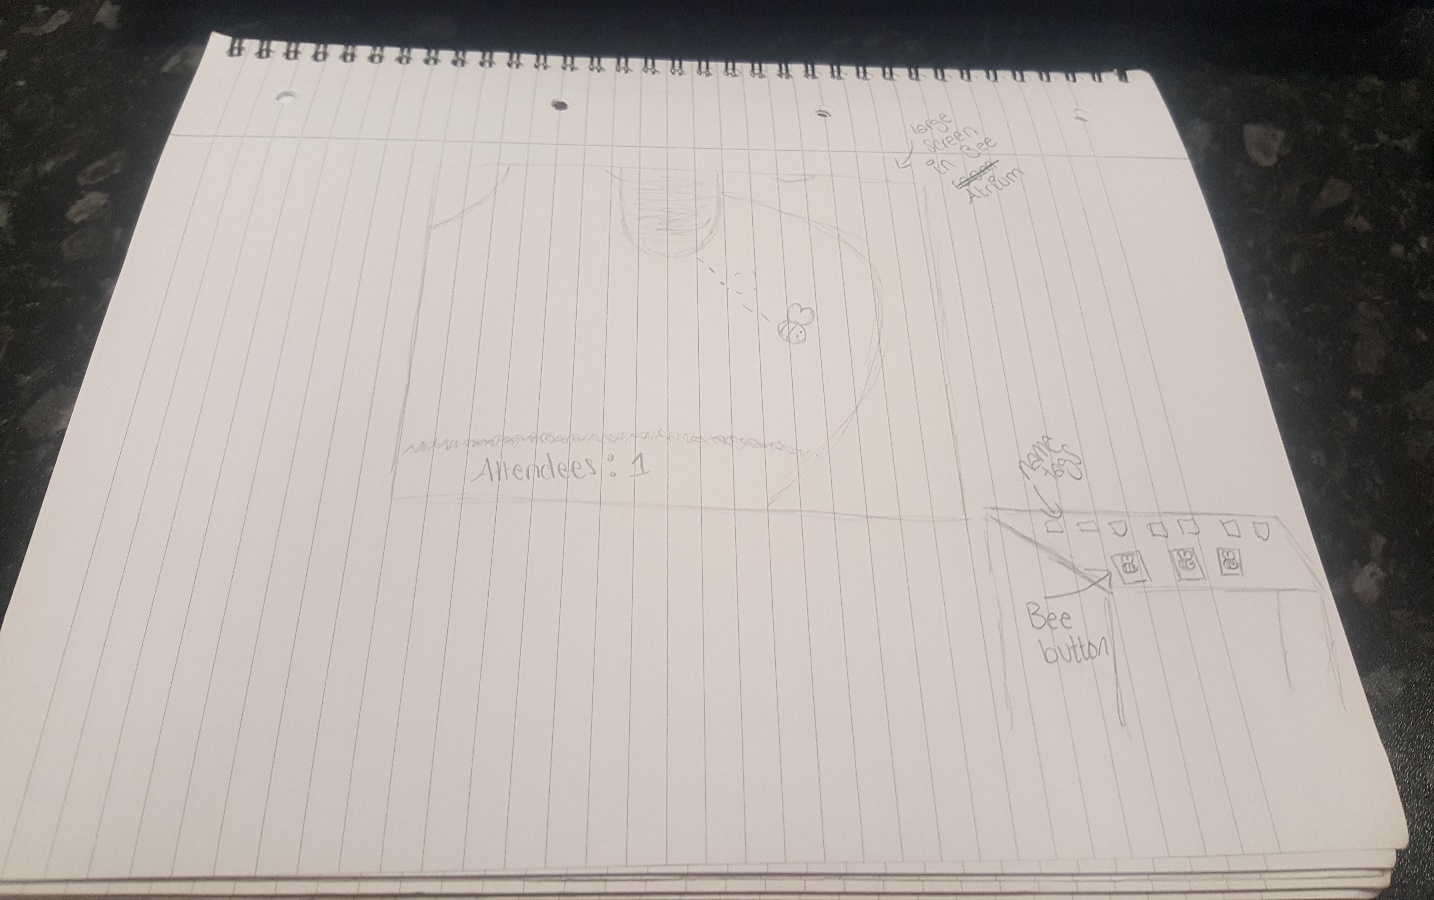 large
screen
in Bee
Atrium
Attendees: 1
name
tags
Bee
button